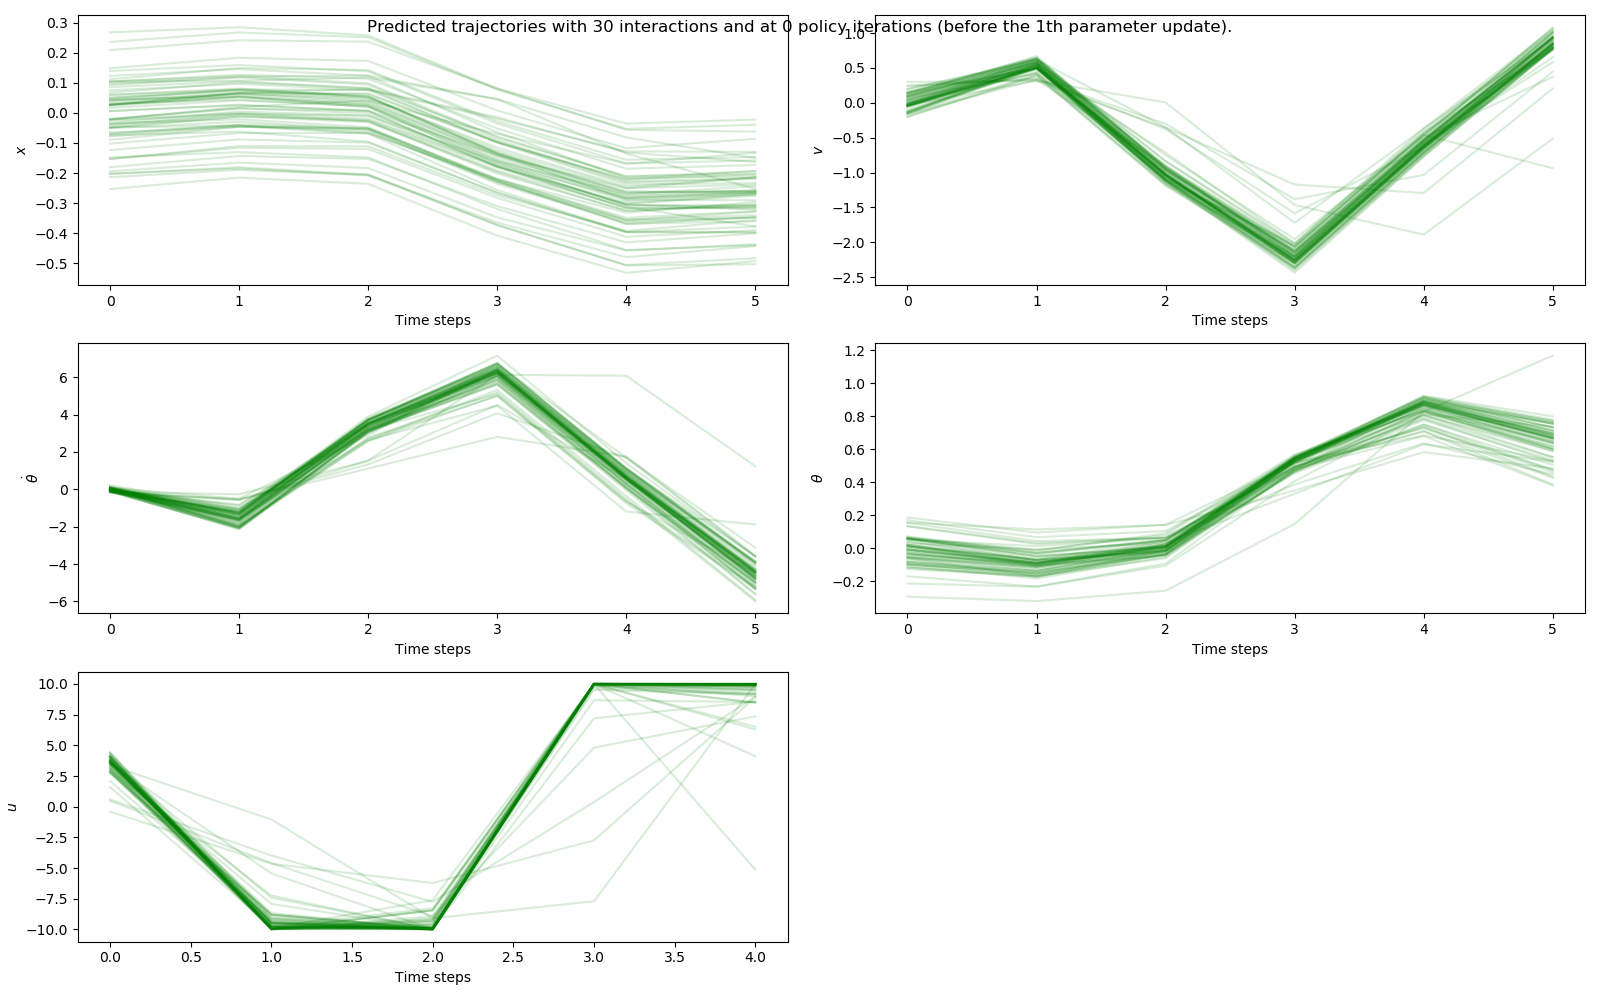 Predicted trajectories with 30 interactions and at 0 policy iterations (before the 1th parameter update).
0.3
0.2
0.1
0.0
−0.1
−0.2
−0.3
−0.4
−0.5
x
0 1 2 3 4 5
Time steps
1.0
0.5
0.0
−0.5
−1.0
−1.5
−2.0
−2.5
v
0 1 2 3 4 5
Time steps
6
4
2
0
−2
−4
−6
θ̇
0 1 2 3 4 5
Time steps
1.2
1.0
0.8
0.6
0.4
0.2
0.0
−0.2
θ
0 1 2 3 4 5
Time steps
10.0
7.5
5.0
2.5
0.0
−2.5
−5.0
−7.5
−10.0
u
0.0 0.5 1.0 1.5 2.0 2.5 3.0 3.5 4.0
Time steps